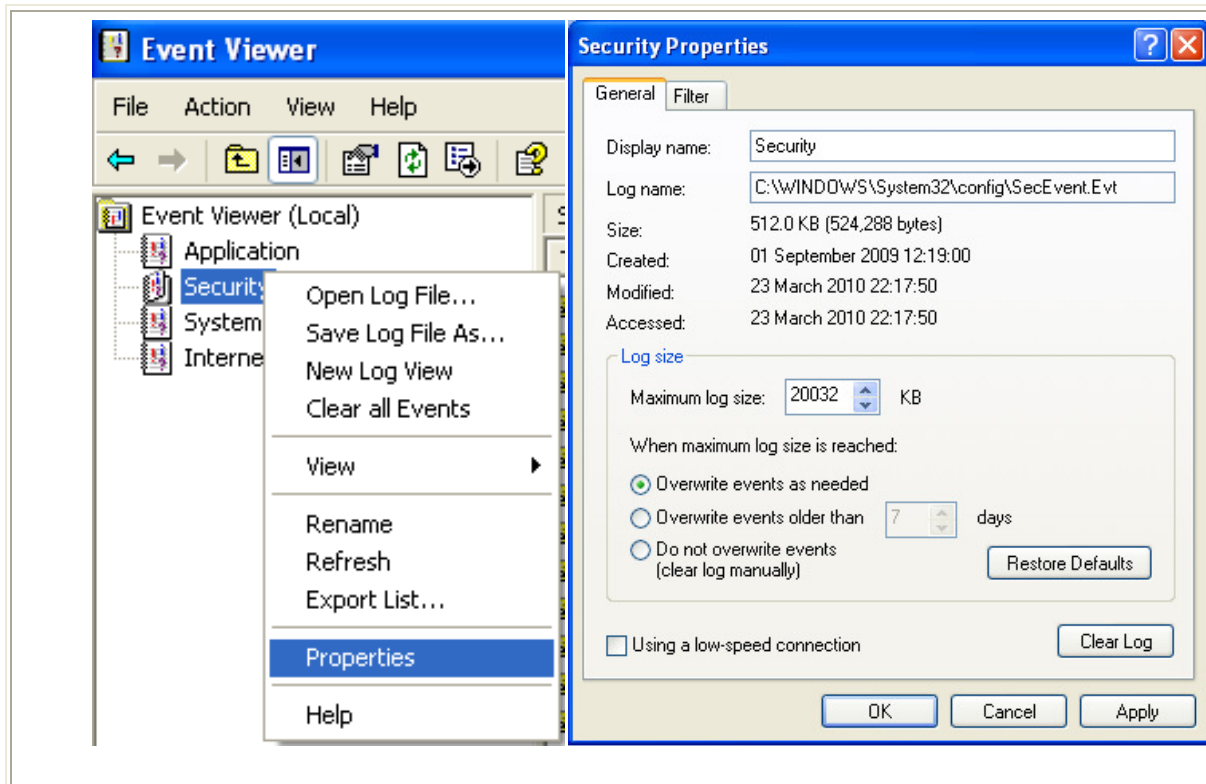 Event Viewer
File Action View Help
Event Viewer (Local)
Application
Security
System
Interne
Open Log File...
Save Log File As...
New Log View
Clear all Events
View
Rename
Refresh
Export List...
Properties
Help
Security Properties
General Filter
Display name: Security
Log name: C:\WINDOWS\System32\config\SecEvent.Evt
Size: 512.0 KB (524,288 bytes)
Created: 01 September 2009 12:19:00
Modified: 23 March 2010 22:17:50
Accessed: 23 March 2010 22:17:50
Log size
Maximum log size: 20032 KB
When maximum log size is reached:
Overwrite events as needed
Overwrite events older than 7 days
Do not overwrite events
(clear log manually)
Restore Defaults
Using a low-speed connection
Clear Log
OK Cancel Apply